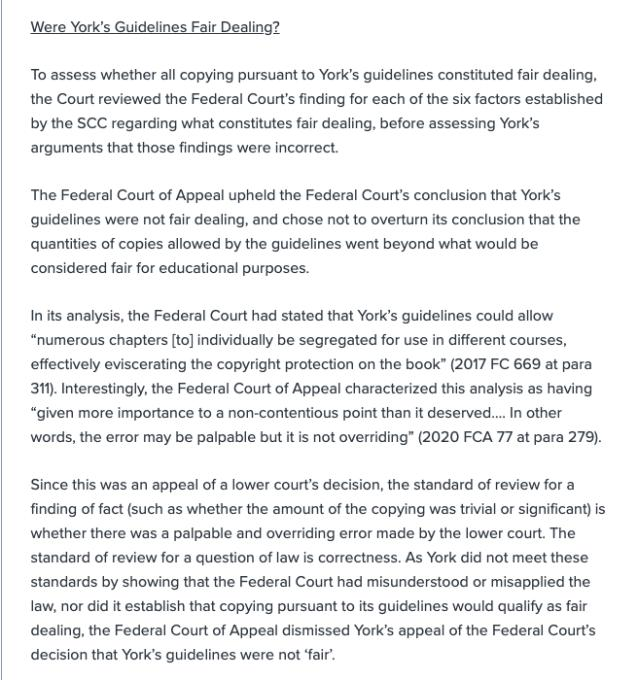 Were York's Guidelines Fair Dealing?
To assess whether all copying pursuant to York's guidelines constituted fair dealing,
the Court reviewed the Federal Court's finding for each of the six factors established
by the SCC regarding what constitutes fair dealing, before assessing York's
arguments that those findings were incorrect.
The Federal Court of Appeal upheld the Federal Court's conclusion that York's
guidelines were not fair dealing, and chose not to overturn its conclusion that the
quantities of copies allowed by the guidelines went beyond what would be
considered fair for educational purposes.
In its analysis, the Federal Court had stated that York's guidelines could allow
“numerous chapters [to] individually be segregated for use in different courses,
effectively eviscerating the copyright protection on the book” (2017 FC 669 at para
311). Interestingly, the Federal Court of Appeal characterized this analysis as having
“given more importance to a non-contentious point than it deserved.... In other
words, the error may be palpable but it is not overriding” (2020 FCA 77 at para 279).
Since this was an appeal of a lower court's decision, the standard of review for a
finding of fact (such as whether the amount of the copying was trivial or significant) is
whether there was a palpable and overriding error made by the lower court. The
standard of review for a question of law is correctness. As York did not meet these
standards by showing that the Federal Court had misunderstood or misapplied the
law, nor did it establish that copying pursuant to its guidelines would qualify as fair
dealing, the Federal Court of Appeal dismissed York's appeal of the Federal Court's
decision that York's guidelines were not ‘fair’.